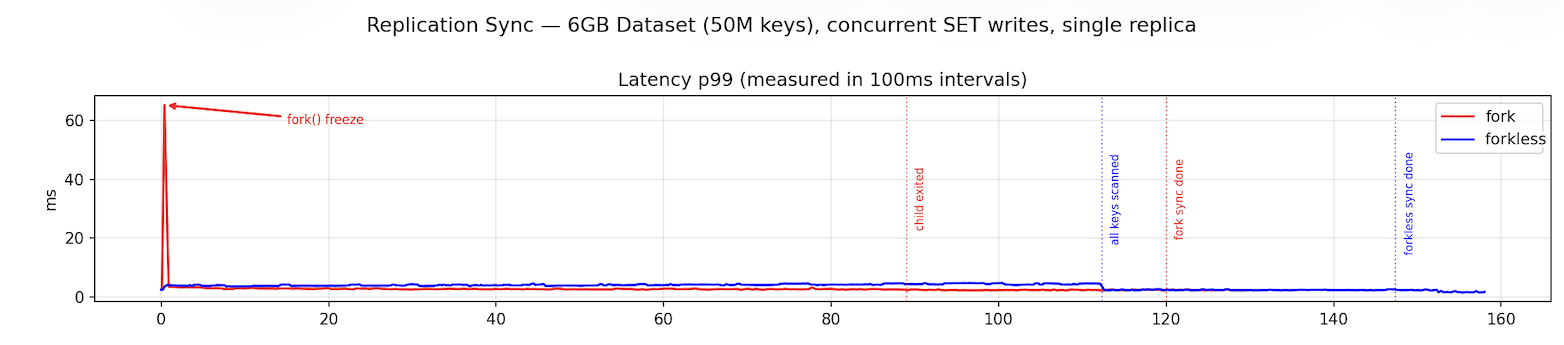 Replication Sync — 6GB Dataset (50M keys), concurrent SET writes, single replica
Latency p99 (measured in 100ms intervals)
ms
60
40
20
0
fork() freeze
child exited
all keys scanned
fork sync done
forkless sync done
fork
forkless
0
20
40
60
80
100
120
140
160